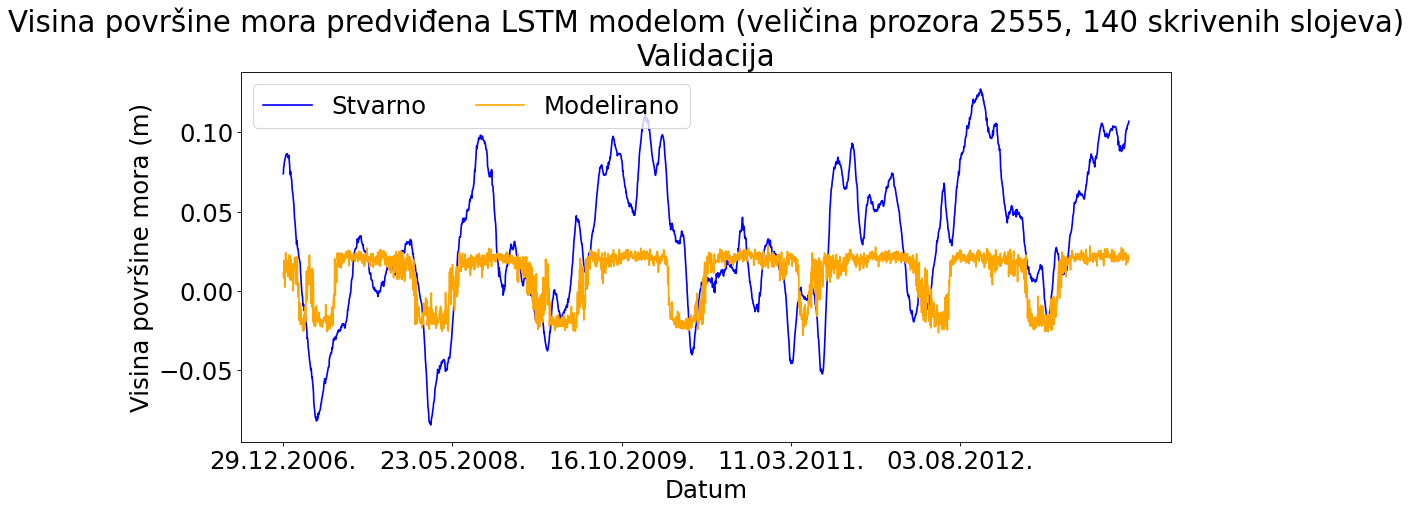 Visina površine mora predviđena LSTM modelom (veličina prozora 2555, 140 skrivenih slojeva)
Validacija
Stvarno
Modelirano
Visina površine mora (m)
0.10
0.05
0.00
−0.05
29.12.2006.
23.05.2008.
16.10.2009.
11.03.2011.
03.08.2012.
Datum